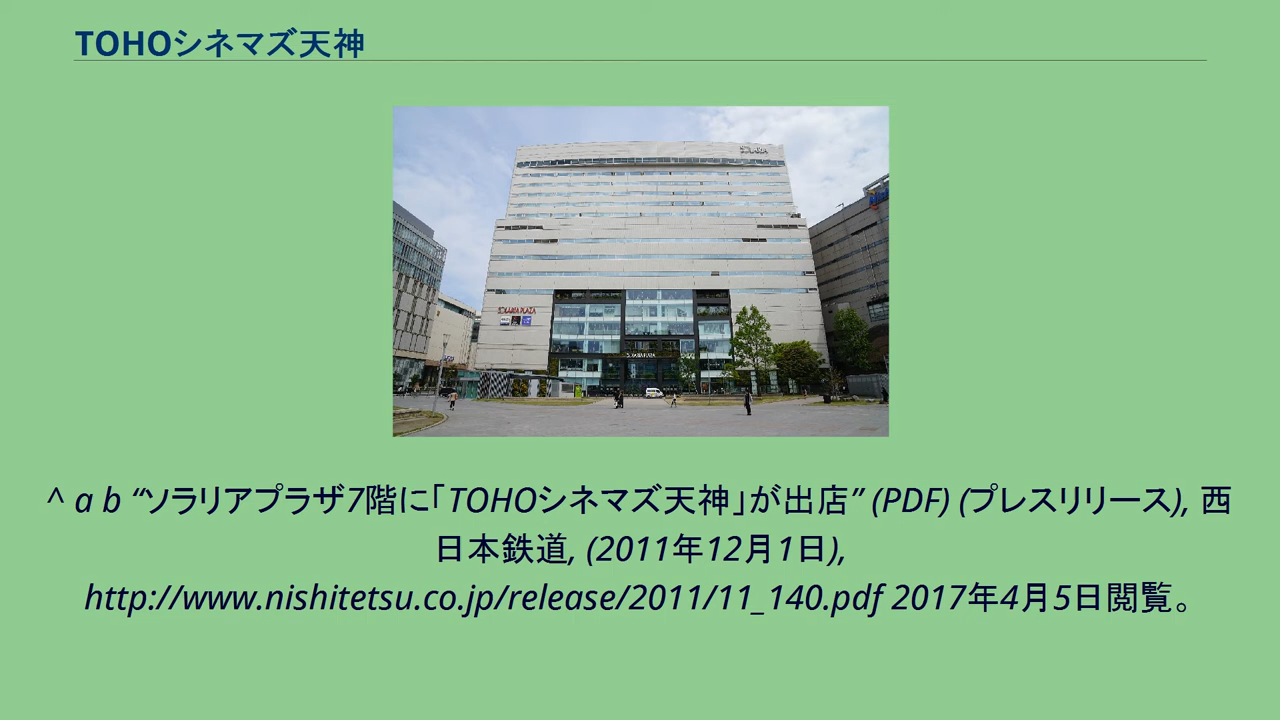 TOHOシネマズ天神
SOLARIA PLAZA
^ a b “ソラリアプラザ7階に「TOHOシネマズ天神」が出店” (PDF) (プレスリリース), 西
日本鉄道, (2011年12月1日),
http://www.nishitetsu.co.jp/release/2011/11_140.pdf 2017年4月5日閲覧。